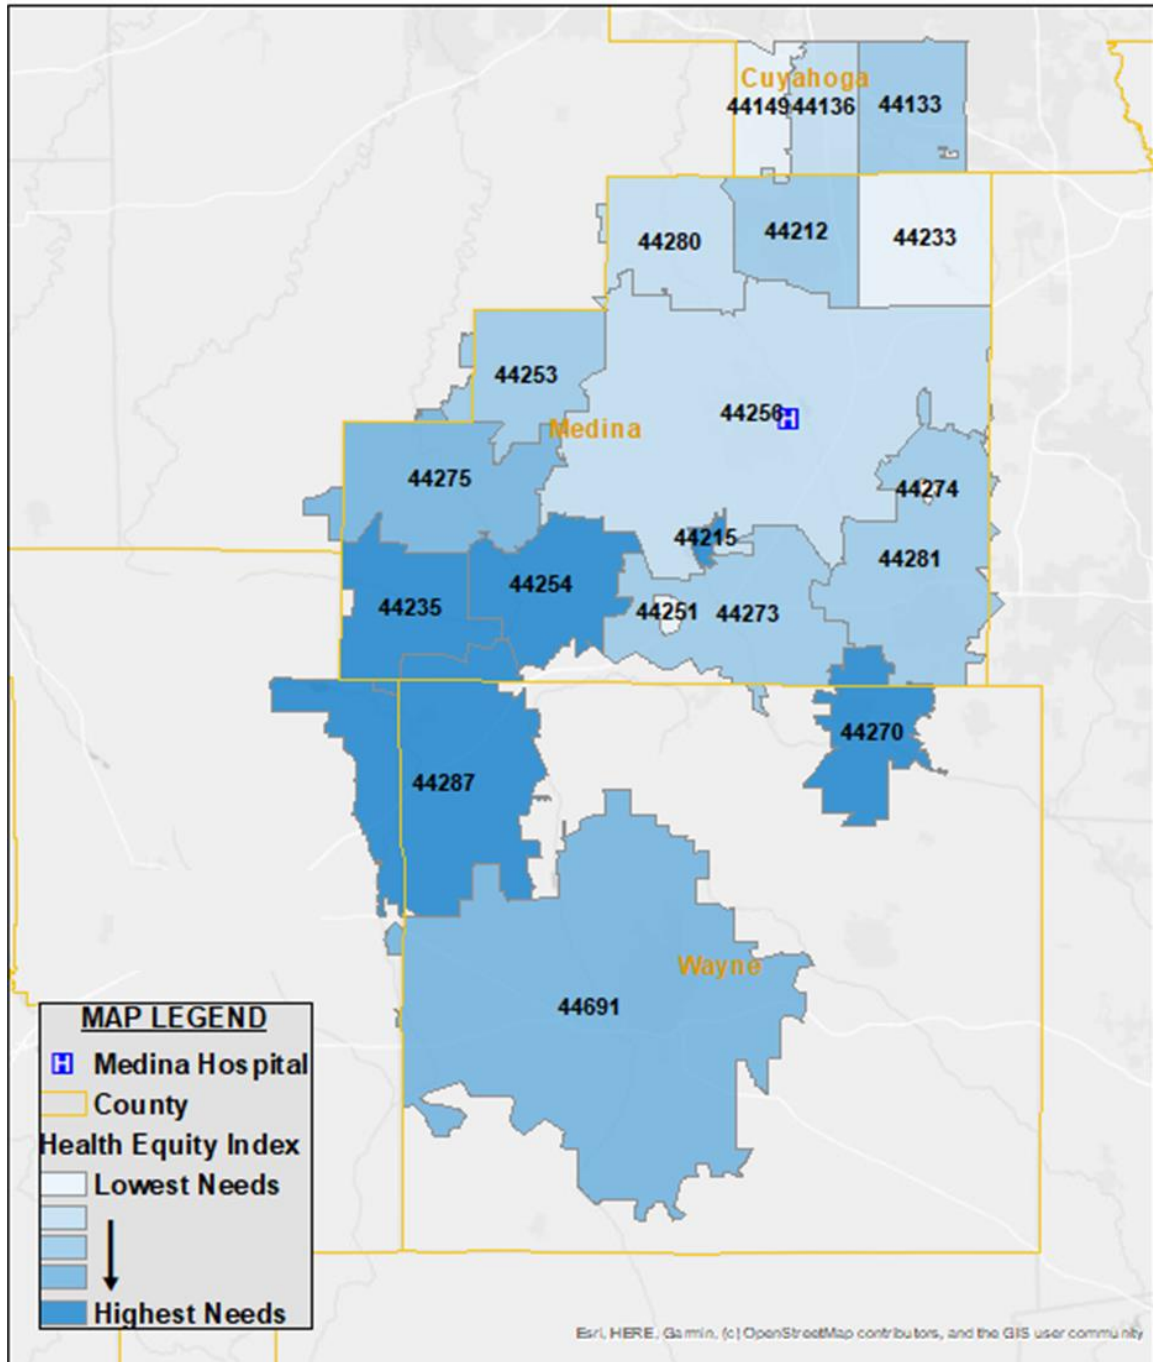 Cuyahoga
44149 44136 44133
44280 44212 44233
44253
44256 H
Medina
44275
44274
44215
44281
44254
44235
44251 44273
44270
44287
Wayne
44691
MAP LEGEND
H Medina Hospital
County
Health Equity Index
Lowest Needs
Highest Needs
Esri, HERE, Garmin, (c) OpenStreetMap contributors, and the GIS user community